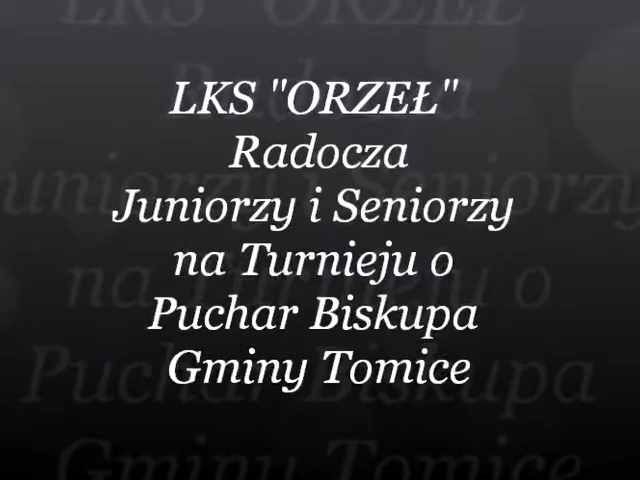 LKS "ORZEŁ"
Radocza
Juniorzy i Seniorzy
na Turnieju o
Puchar Biskupa
Gminy Tomice